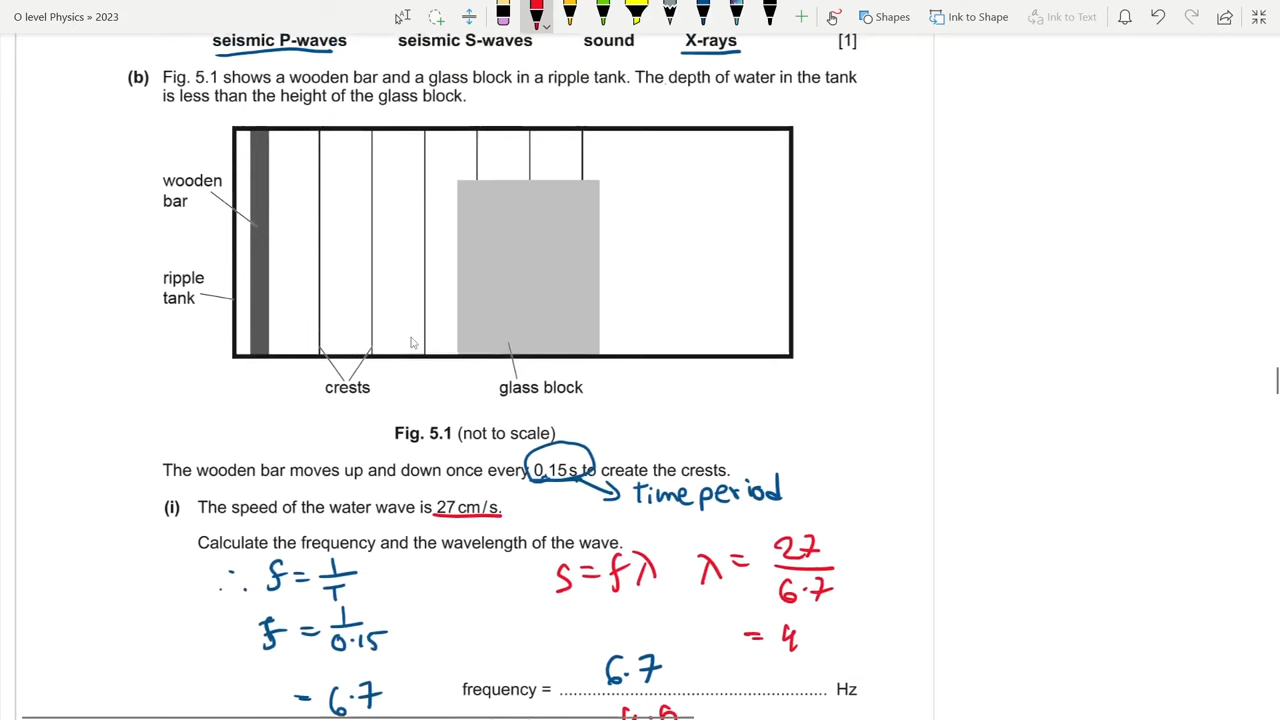 O level Physics » 2023
Shapes
Ink to Shape
Ink to Text
seismic P-waves seismic S-waves sound X-rays [1]
(b) Fig. 5.1 shows a wooden bar and a glass block in a ripple tank. The depth of water in the tank
is less than the height of the glass block.
wooden
bar
ripple
tank
crests
glass block
Fig. 5.1 (not to scale)
The wooden bar moves up and down once every 0.15 s to create the crests.
time period
(i) The speed of the water wave is 27 cm/s.
Calculate the frequency and the wavelength of the wave.
∴ f = 1/T
f = 1/0.15
= 6.7
s = fλ λ = 27/6.7
= 4
6.7
frequency = ........................................ Hz